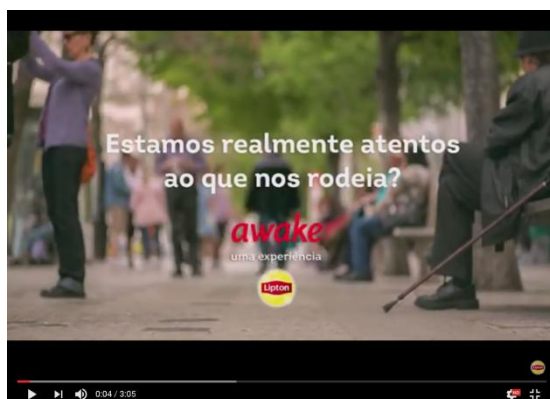 Estamos realmente atentos
ao que nos rodeia?
awake
uma experiência
Lipton
0:04 / 3:05